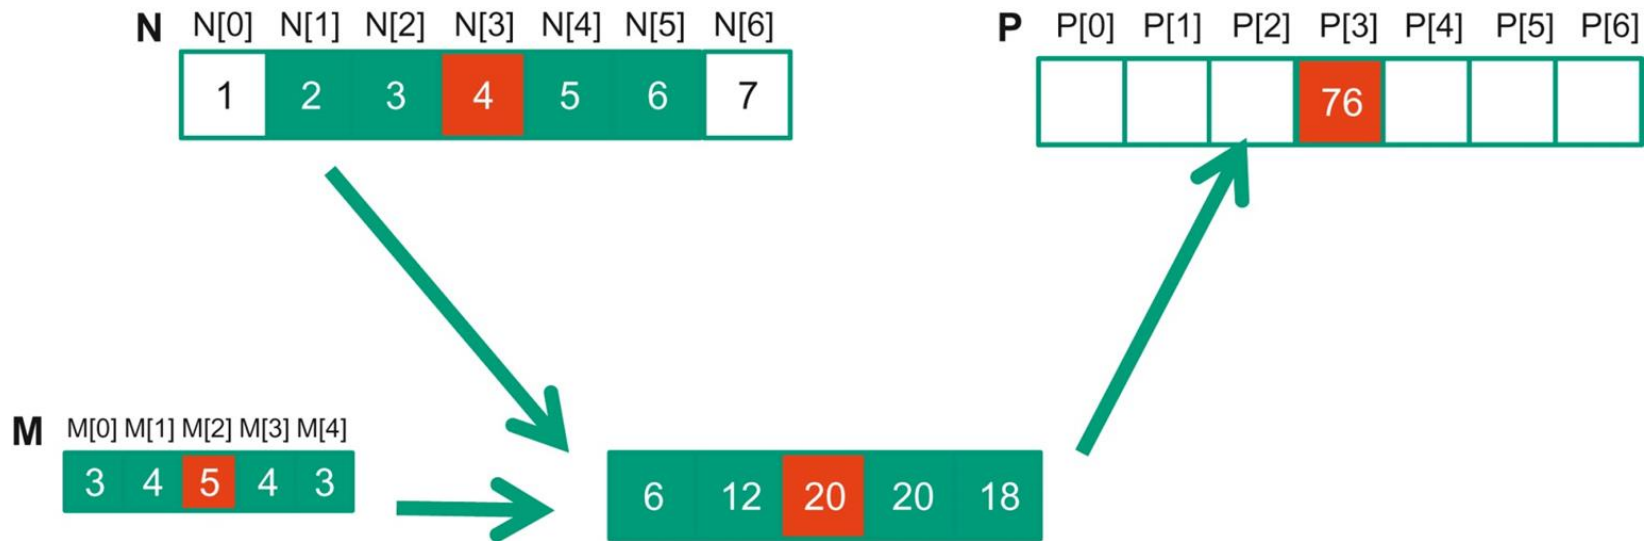 N N[0] N[1] N[2] N[3] N[4] N[5] N[6]
1 2 3 4 5 6 7
P P[0] P[1] P[2] P[3] P[4] P[5] P[6]
76
M M[0] M[1] M[2] M[3] M[4]
3 4 5 4 3
6 12 20 20 18